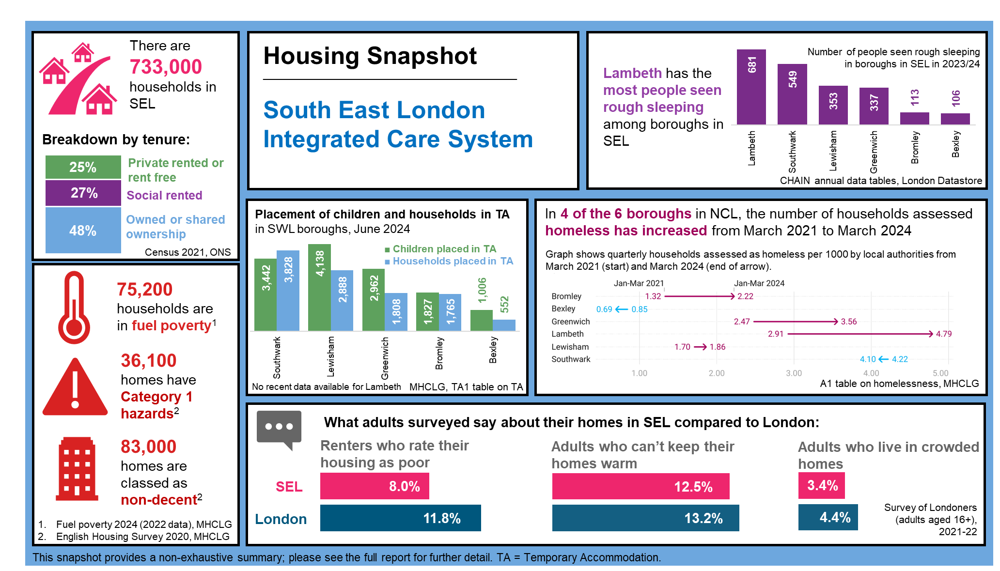 There are
733,000
households in
SEL
Breakdown by tenure:
25%
Private rented or
rent free
27%
Social rented
48%
Owned or shared
ownership
Census 2021, ONS
75,200
households are
in fuel poverty1
36,100
homes have
Category 1
hazards2
83,000
homes are
classed as
non-decent2
1. Fuel poverty 2024 (2022 data), MHCLG
2. English Housing Survey 2020, MHCLG
Housing Snapshot
South East London
Integrated Care System
Lambeth has the
most people seen
rough sleeping
among boroughs in
SEL
Number of people seen rough sleeping
in boroughs in SEL in 2023/24
681
549
353
337
113
106
Lambeth
Southwark
Lewisham
Greenwich
Bromley
Bexley
CHAIN annual data tables, London Datastore
Placement of children and households in TA
in SWL boroughs, June 2024
Children placed in TA
Households placed in TA
3,442
3,828
4,138
2,888
2,962
1,808
1,827
1,765
1,006
552
Southwark
Lewisham
Greenwich
Bromley
Bexley
No recent data available for Lambeth
MHCLG, TA1 table on TA
In 4 of the 6 boroughs in NCL, the number of households assessed
homeless has increased from March 2021 to March 2024
Graph shows quarterly households assessed as homeless per 1000 by local authorities from
March 2021 (start) and March 2024 (end of arrow).
Jan-Mar 2021 Jan-Mar 2024
Bromley 1.32 2.22
Bexley 0.69 0.85
Greenwich 2.47 3.56
Lambeth 2.91 4.79
Lewisham 1.70 1.86
Southwark 4.10 4.22
1.00 2.00 3.00 4.00 5.00
A1 table on homelessness, MHCLG
What adults surveyed say about their homes in SEL compared to London:
Renters who rate their
housing as poor
Adults who can’t keep their
homes warm
Adults who live in crowded
homes
SEL 8.0% 12.5% 3.4%
London 11.8% 13.2% 4.4%
Survey of Londoners
(adults aged 16+),
2021-22
This snapshot provides a non-exhaustive summary; please see the full report for further detail. TA = Temporary Accommodation.